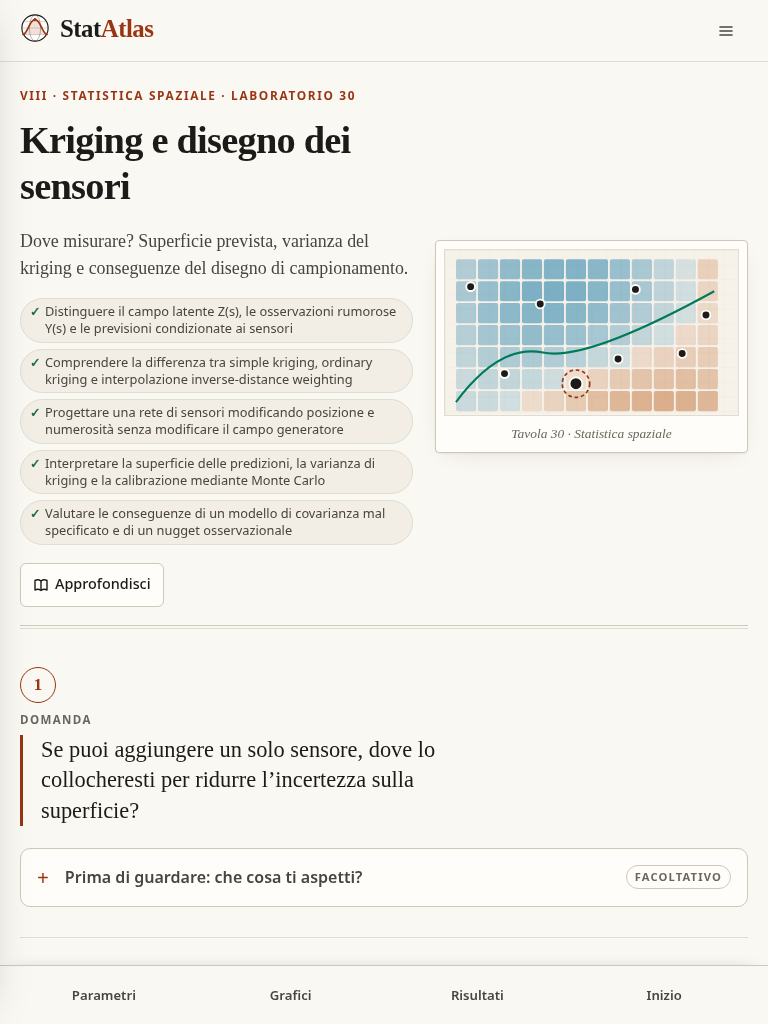 StatAtlas
VIII · STATISTICA SPAZIALE · LABORATORIO 30
Kriging e disegno dei
sensori
Dove misurare? Superficie prevista, varianza del
kriging e conseguenze del disegno di campionamento.
✓ Distinguere il campo latente Z(s), le osservazioni rumorose
Y(s) e le previsioni condizionate ai sensori
✓ Comprendere la differenza tra simple kriging, ordinary
kriging e interpolazione inverse-distance weighting
✓ Progettare una rete di sensori modificando posizione e
numerosità senza modificare il campo generatore
✓ Interpretare la superficie delle predizioni, la varianza di
kriging e la calibrazione mediante Monte Carlo
✓ Valutare le conseguenze di un modello di covarianza mal
specificato e di un nugget osservazionale
Approfondisci
Tavola 30 · Statistica spaziale
1
DOMANDA
Se puoi aggiungere un solo sensore, dove lo
collocheresti per ridurre l’incertezza sulla
superficie?
+ Prima di guardare: che cosa ti aspetti? FACOLTATIVO
Parametri Grafici Risultati Inizio